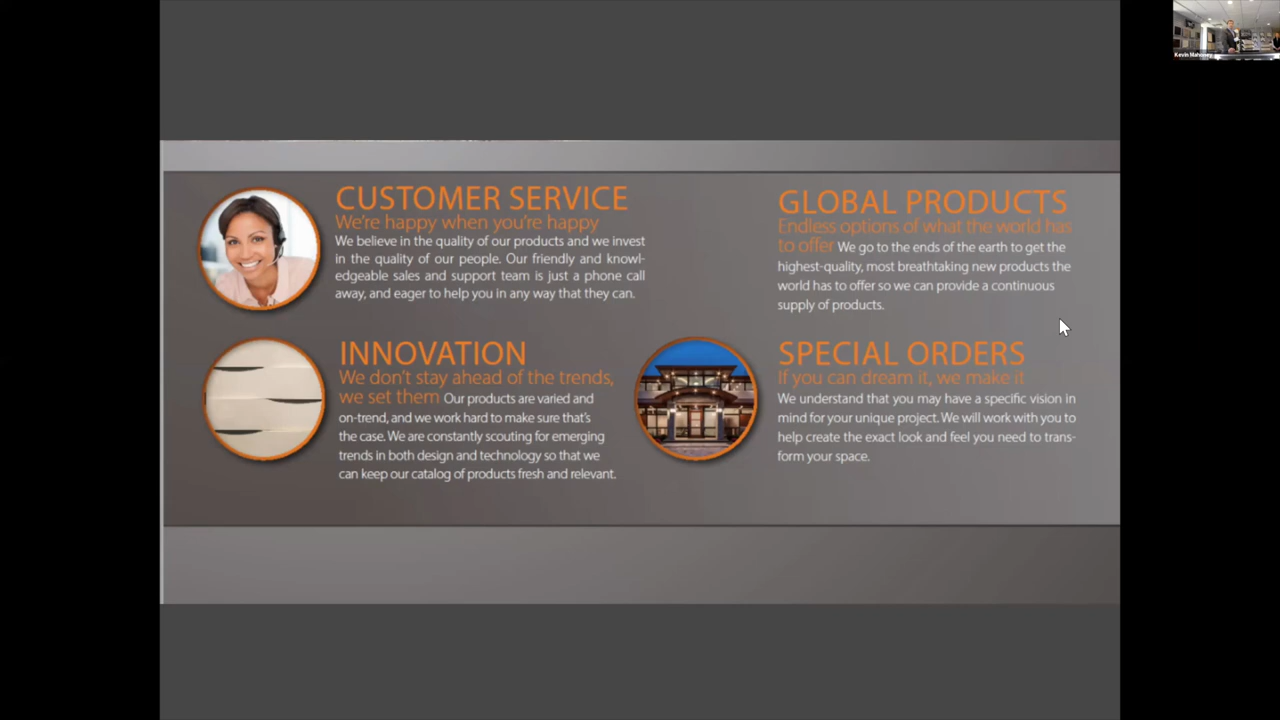 CUSTOMER SERVICE
We're happy when you're happy
We believe in the quality of our products and we invest
in the quality of our people. Our friendly and knowl-
edgeable sales and support team is just a phone call
away, and eager to help you in any way that they can.
GLOBAL PRODUCTS
Endless options of what the world has
to offer We go to the ends of the earth to get the
highest-quality, most breathtaking new products the
world has to offer so we can provide a continuous
supply of products.
INNOVATION
We don't stay ahead of the trends,
we set them Our products are varied and
on-trend, and we work hard to make sure that's
the case. We are constantly scouting for emerging
trends in both design and technology so that we
can keep our catalog of products fresh and relevant.
SPECIAL ORDERS
If you can dream it, we make it
We understand that you may have a specific vision in
mind for your unique project. We will work with you to
help create the exact look and feel you need to trans-
form your space.
Kevin Mahoney